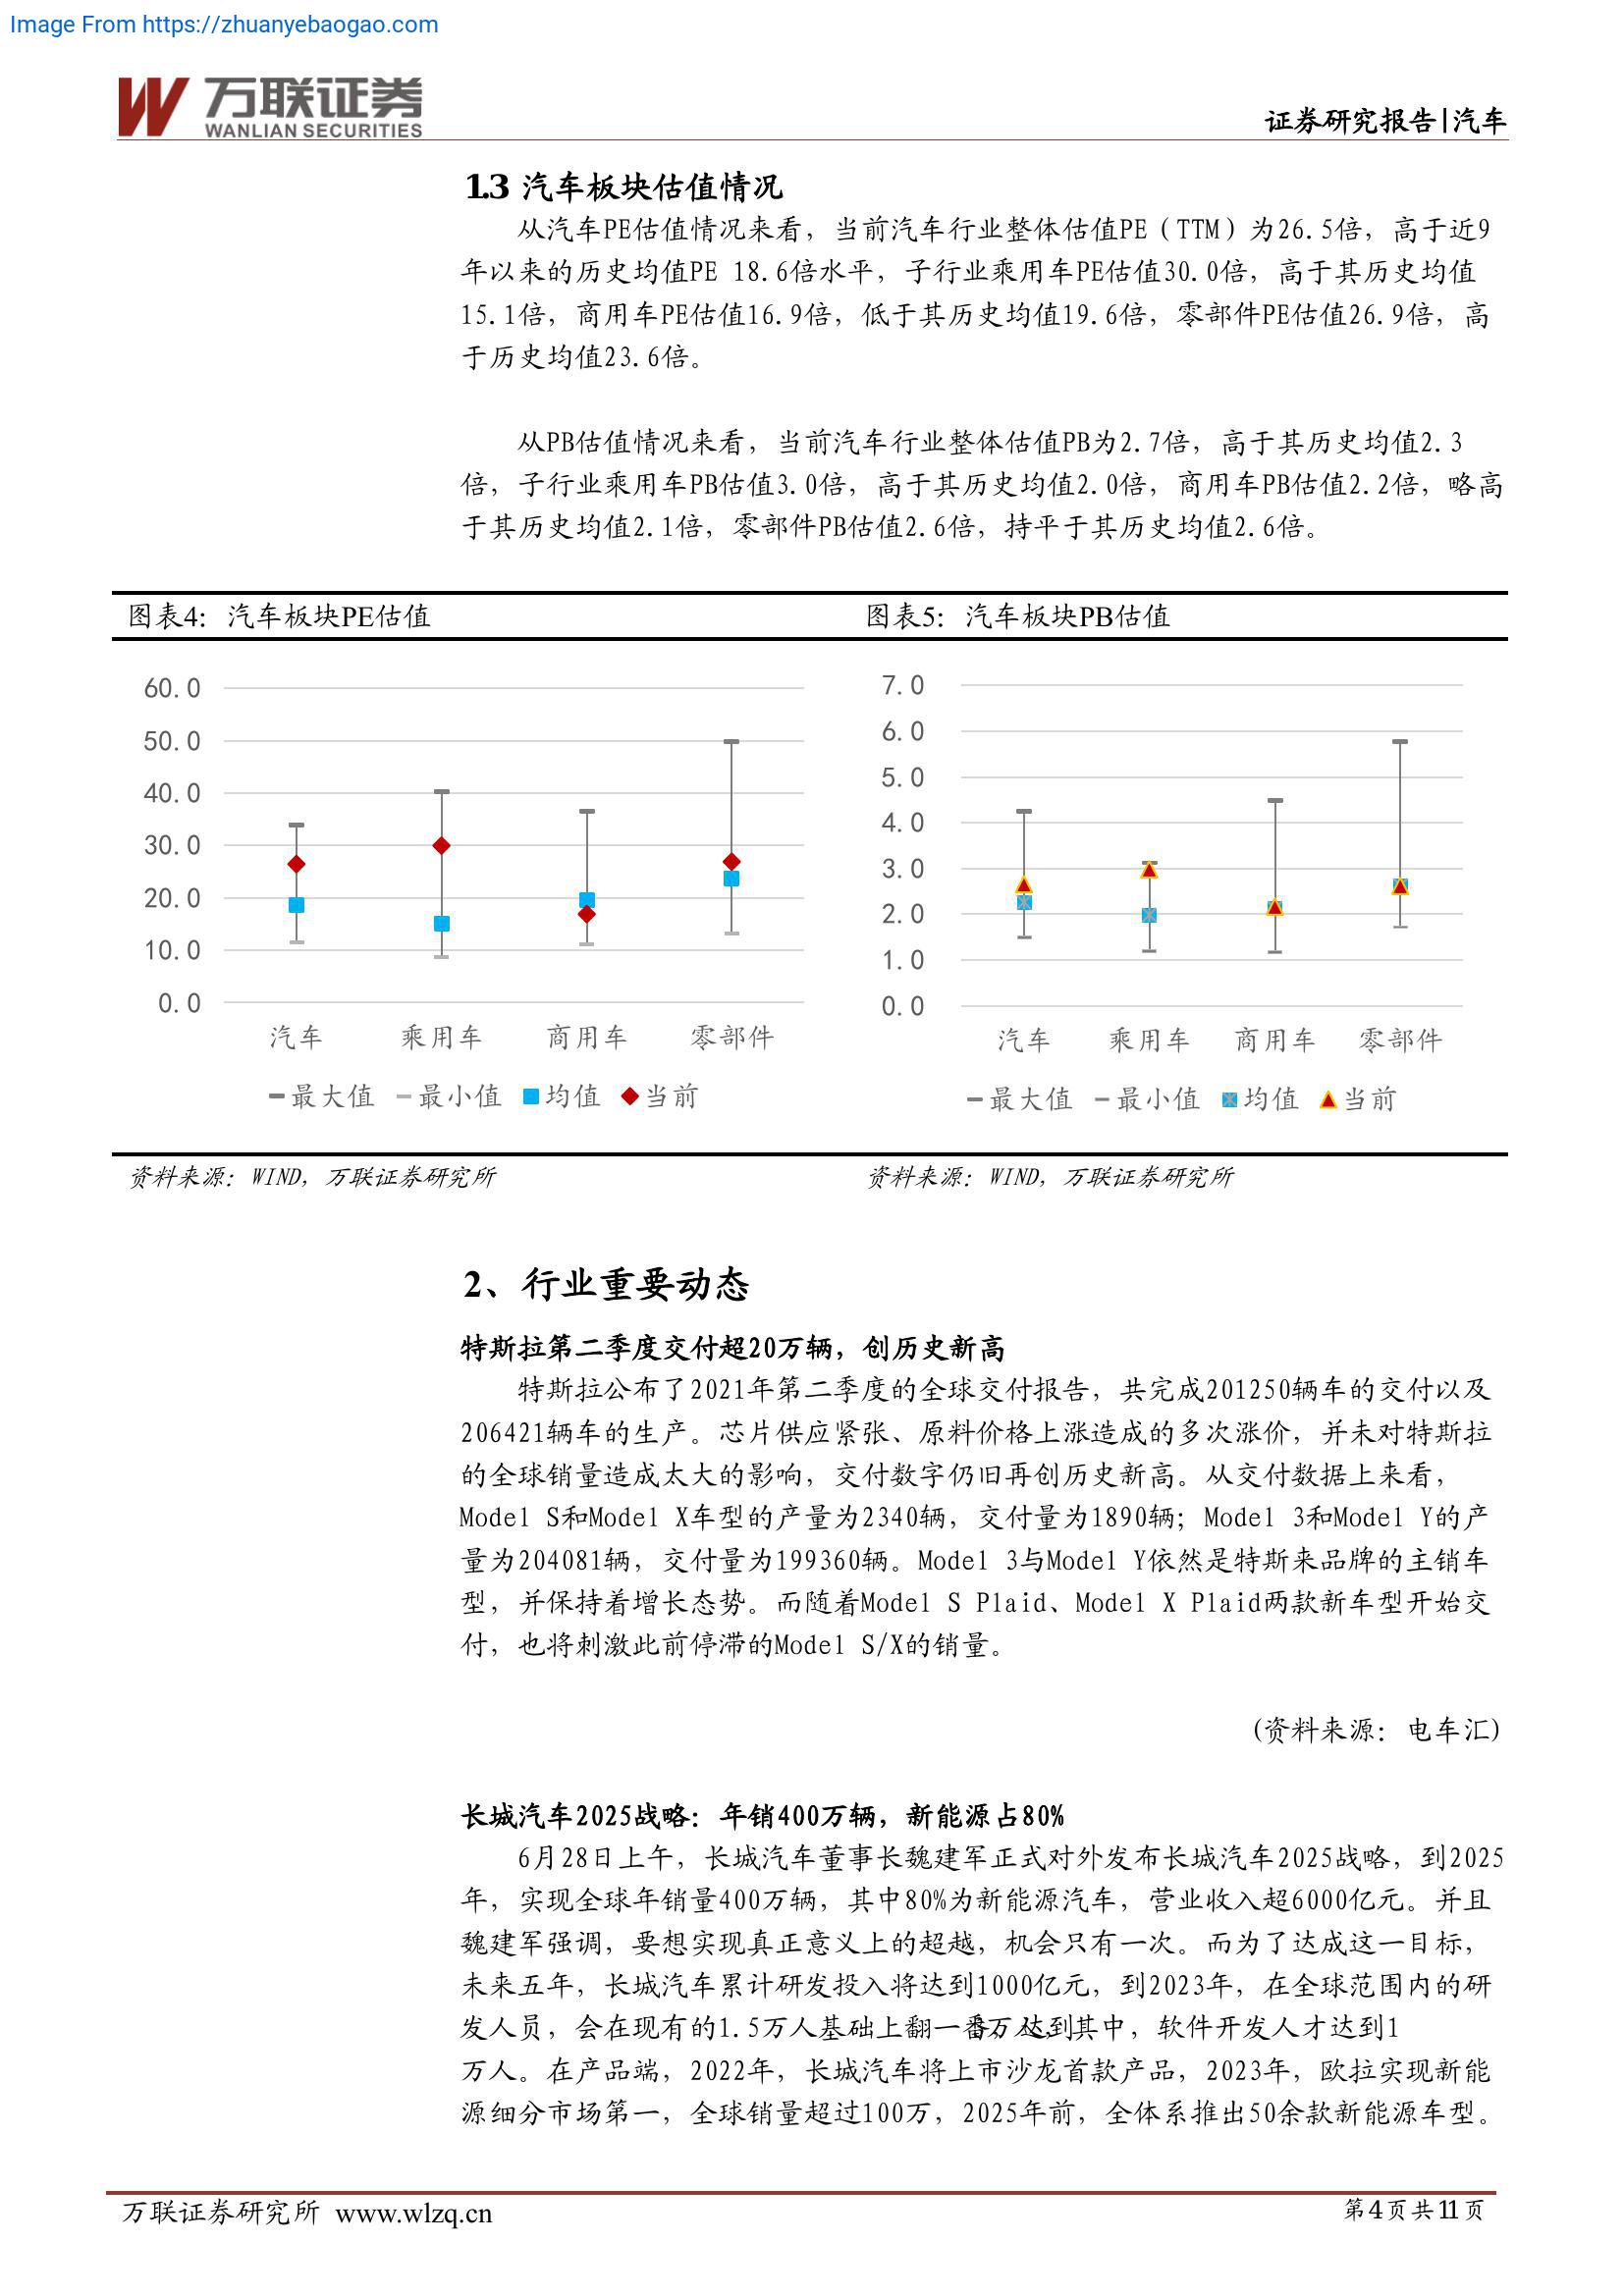 Image From https://zhuanyebaogao.com
万联证券
WANLIAN SECURITIES
证券研究报告|汽车
1.3 汽车板块估值情况
从汽车PE估值情况来看，当前汽车行业整体估值PE（TTM）为26.5倍，高于近9
年以来的历史均值PE 18.6倍水平，子行业乘用车PE估值30.0倍，高于其历史均值
15.1倍，商用车PE估值16.9倍，低于其历史均值19.6倍，零部件PE估值26.9倍，高
于历史均值23.6倍。
从PB估值情况来看，当前汽车行业整体估值PB为2.7倍，高于其历史均值2.3
倍，子行业乘用车PB估值3.0倍，高于其历史均值2.0倍，商用车PB估值2.2倍，略高
于其历史均值2.1倍，零部件PB估值2.6倍，持平于其历史均值2.6倍。
图表4：汽车板块PE估值
60.0
50.0
40.0
30.0
20.0
10.0
0.0
汽车 乘用车 商用车 零部件
最大值 最小值 均值 当前
资料来源：WIND，万联证券研究所
图表5：汽车板块PB估值
7.0
6.0
5.0
4.0
3.0
2.0
1.0
0.0
汽车 乘用车 商用车 零部件
最大值 最小值 均值 当前
资料来源：WIND，万联证券研究所
2、行业重要动态
特斯拉第二季度交付超20万辆，创历史新高
特斯拉公布了2021年第二季度的全球交付报告，共完成201250辆车的交付以及
206421辆车的生产。芯片供应紧张、原料价格上涨造成的多次涨价，并未对特斯拉
的全球销量造成太大的影响，交付数字仍旧再创历史新高。从交付数据上来看，
Model S和Model X车型的产量为2340辆，交付量为1890辆；Model 3和Model Y的产
量为204081辆，交付量为199360辆。Model 3与Model Y依然是特斯来品牌的主销车
型，并保持着增长态势。而随着Model S Plaid、Model X Plaid两款新车型开始交
付，也将刺激此前停滞的Model S/X的销量。
(资料来源：电车汇)
长城汽车2025战略：年销400万辆，新能源占80%
6月28日上午，长城汽车董事长魏建军正式对外发布长城汽车2025战略，到2025
年，实现全球年销量400万辆，其中80%为新能源汽车，营业收入超6000亿元。并且
魏建军强调，要想实现真正意义上的超越，机会只有一次。而为了达成这一目标，
未来五年，长城汽车累计研发投入将达到1000亿元，到2023年，在全球范围内的研
发人员，会在现有的1.5万人基础上翻一番 达到 其中，软件开发人才达到1
万人。在产品端，2022年，长城汽车将上市沙龙首款产品，2023年，欧拉实现新能
源细分市场第一，全球销量超过100万，2025年前，全体系推出50余款新能源车型。
万联证券研究所 www.wlzq.cn
第4页共11页